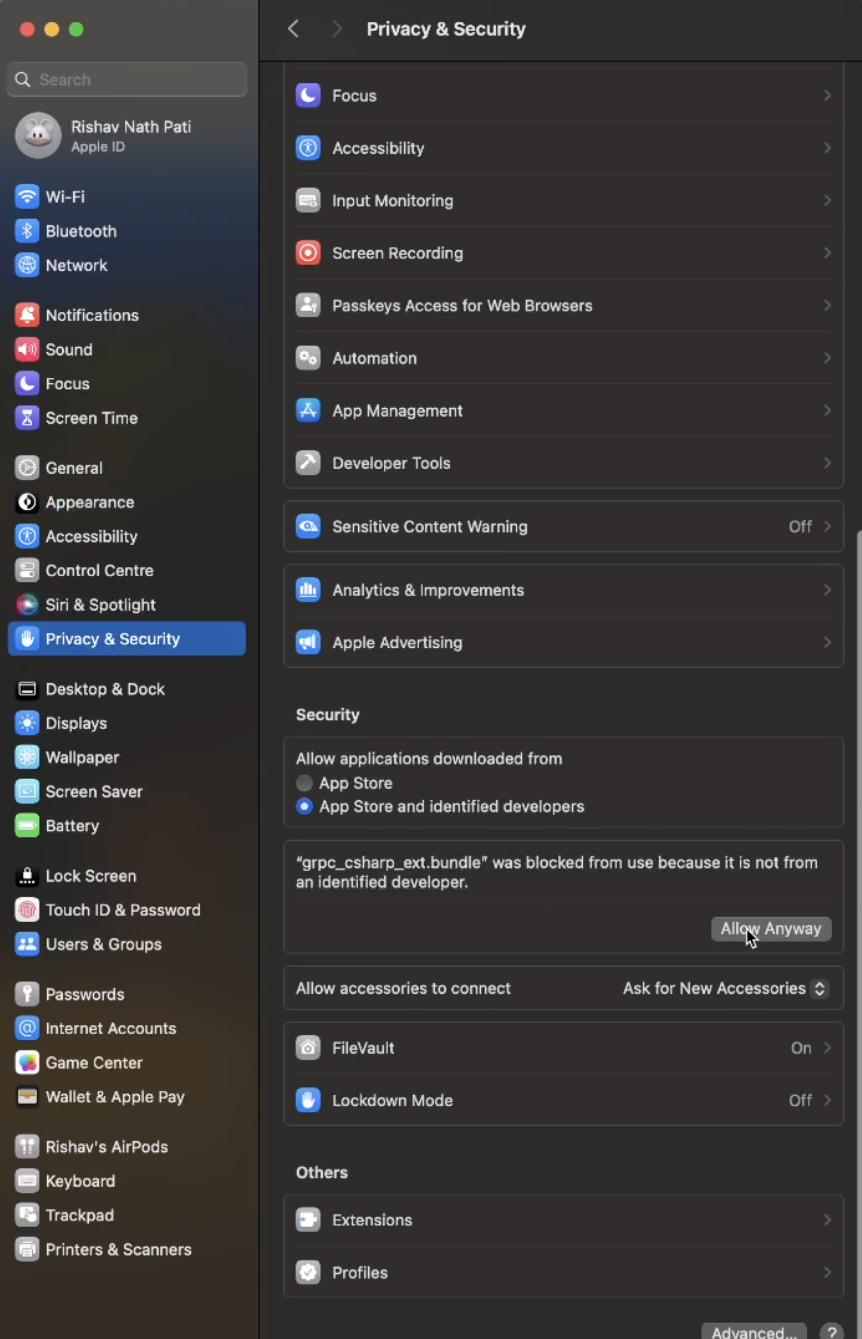 Search
Rishav Nath Pati
Apple ID
Wi-Fi
Bluetooth
Network
Notifications
Sound
Focus
Screen Time
General
Appearance
Accessibility
Control Centre
Siri & Spotlight
Privacy & Security
Desktop & Dock
Displays
Wallpaper
Screen Saver
Battery
Lock Screen
Touch ID & Password
Users & Groups
Passwords
Internet Accounts
Game Center
Wallet & Apple Pay
Rishav's AirPods
Keyboard
Trackpad
Printers & Scanners
Privacy & Security
Focus
Accessibility
Input Monitoring
Screen Recording
Passkeys Access for Web Browsers
Automation
App Management
Developer Tools
Sensitive Content Warning Off
Analytics & Improvements
Apple Advertising
Security
Allow applications downloaded from
App Store
App Store and identified developers
“grpc_csharp_ext.bundle” was blocked from use because it is not from
an identified developer.
Allow Anyway
Allow accessories to connect Ask for New Accessories
FileVault On
Lockdown Mode Off
Others
Extensions
Profiles
Advanced... ?